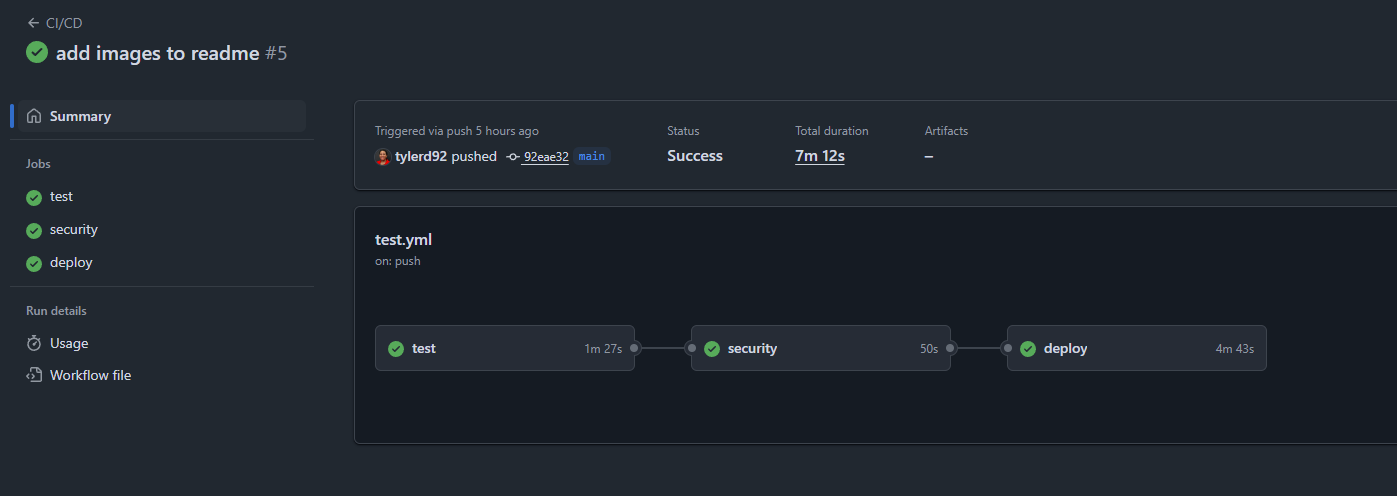 ← CI/CD
add images to readme #5
Summary
Jobs
test
security
deploy
Run details
Usage
Workflow file
Triggered via push 5 hours ago
tylerd92 pushed 92eae32 main
Status
Success
Total duration
7m 12s
Artifacts
–
test.yml
on: push
test 1m 27s
security 50s
deploy 4m 43s